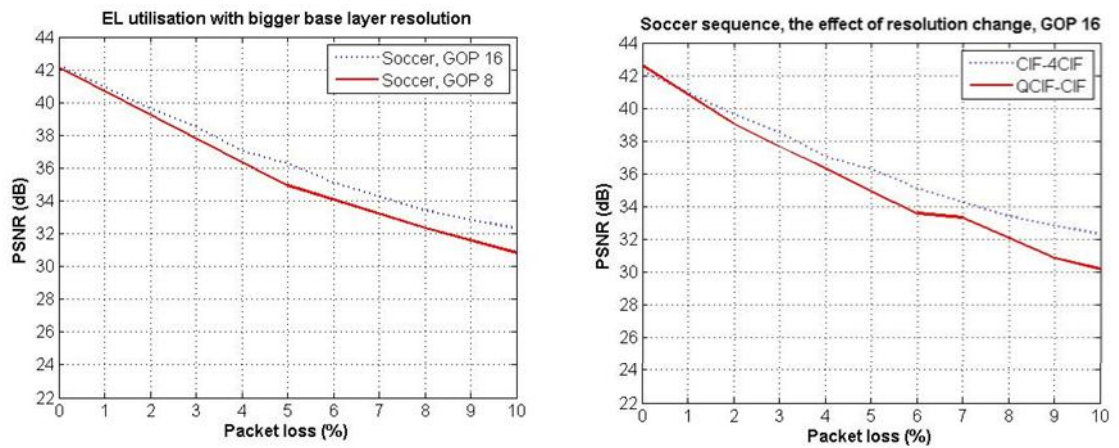 EL utilisation with bigger base layer resolution
44
42
40
38
36
34
32
30
28
26
24
22
PSNR (dB)
Soccer, GOP 16
Soccer, GOP 8
0 1 2 3 4 5 6 7 8 9 10
Packet loss (%)
Soccer sequence, the effect of resolution change, GOP 16
44
42
40
38
36
34
32
30
28
26
24
22
PSNR (dB)
CIF-4CIF
QCIF-CIF
0 1 2 3 4 5 6 7 8 9 10
Packet loss (%)